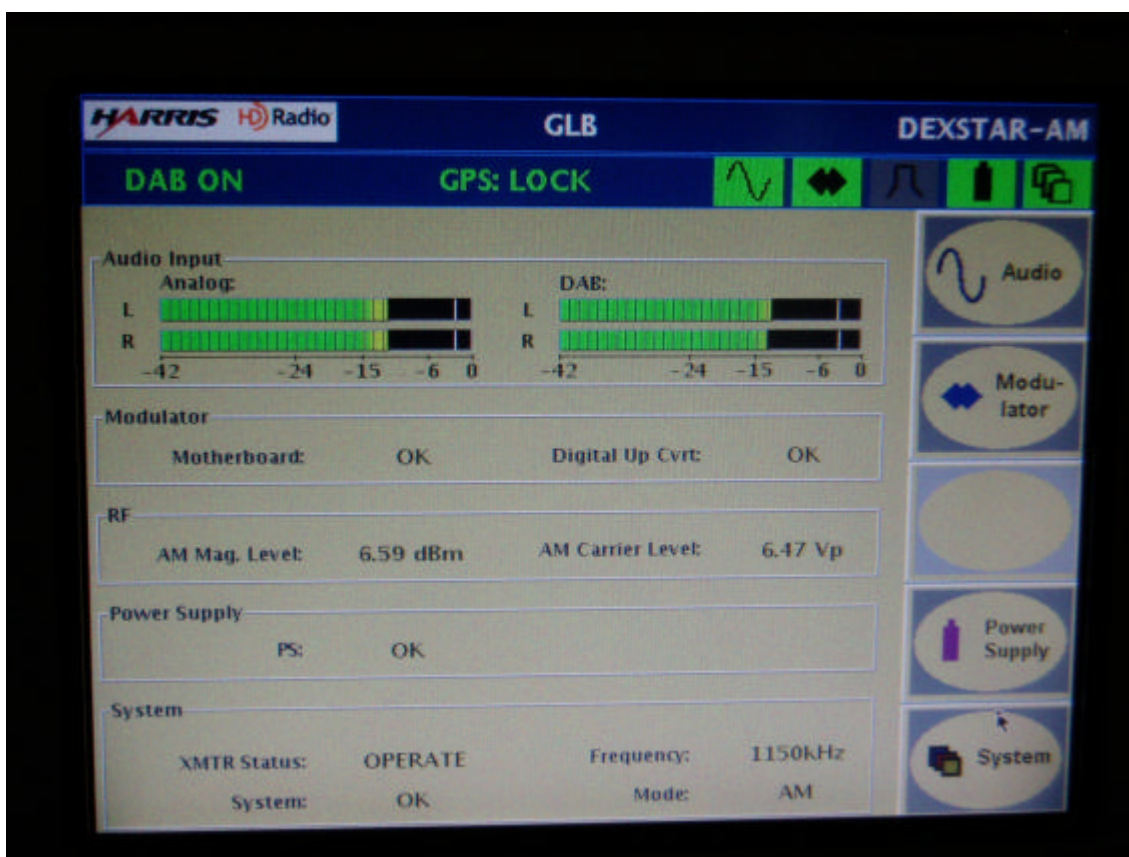 HARRIS HD Radio GLB DEXSTAR-AM
DAB ON GPS: LOCK
Audio Input
Analog: DAB:
L L
R R
-42 -24 -15 -6 0 -42 -24 -15 -6 0
Modulator
Motherboard: OK Digital Up Cvrt: OK
RF
AM Mag. Level: 6.59 dBm AM Carrier Level: 6.47 Vp
Power Supply
PS: OK
System
XMTR Status: OPERATE Frequency: 1150kHz
System: OK Mode: AM
Audio
Modu-
lator
Power
Supply
System